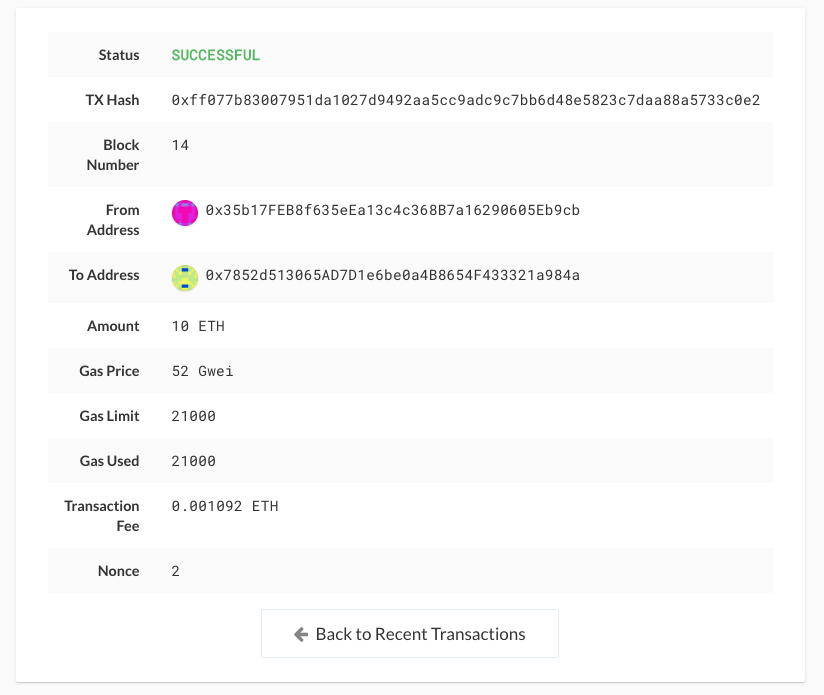 Status SUCCESSFUL
TX Hash 0xff077b83007951da1027d9492aa5cc9adc9c7bb6d48e5823c7daa88a5733c0e2
Block 14
Number
From 0x35b17FEB8f635eEa13c4c368B7a16290605Eb9cb
Address
To Address 0x7852d513065AD7D1e6be0a4B8654F433321a984a
Amount 10 ETH
Gas Price 52 Gwei
Gas Limit 21000
Gas Used 21000
Transaction 0.001092 ETH
Fee
Nonce 2
Back to Recent Transactions